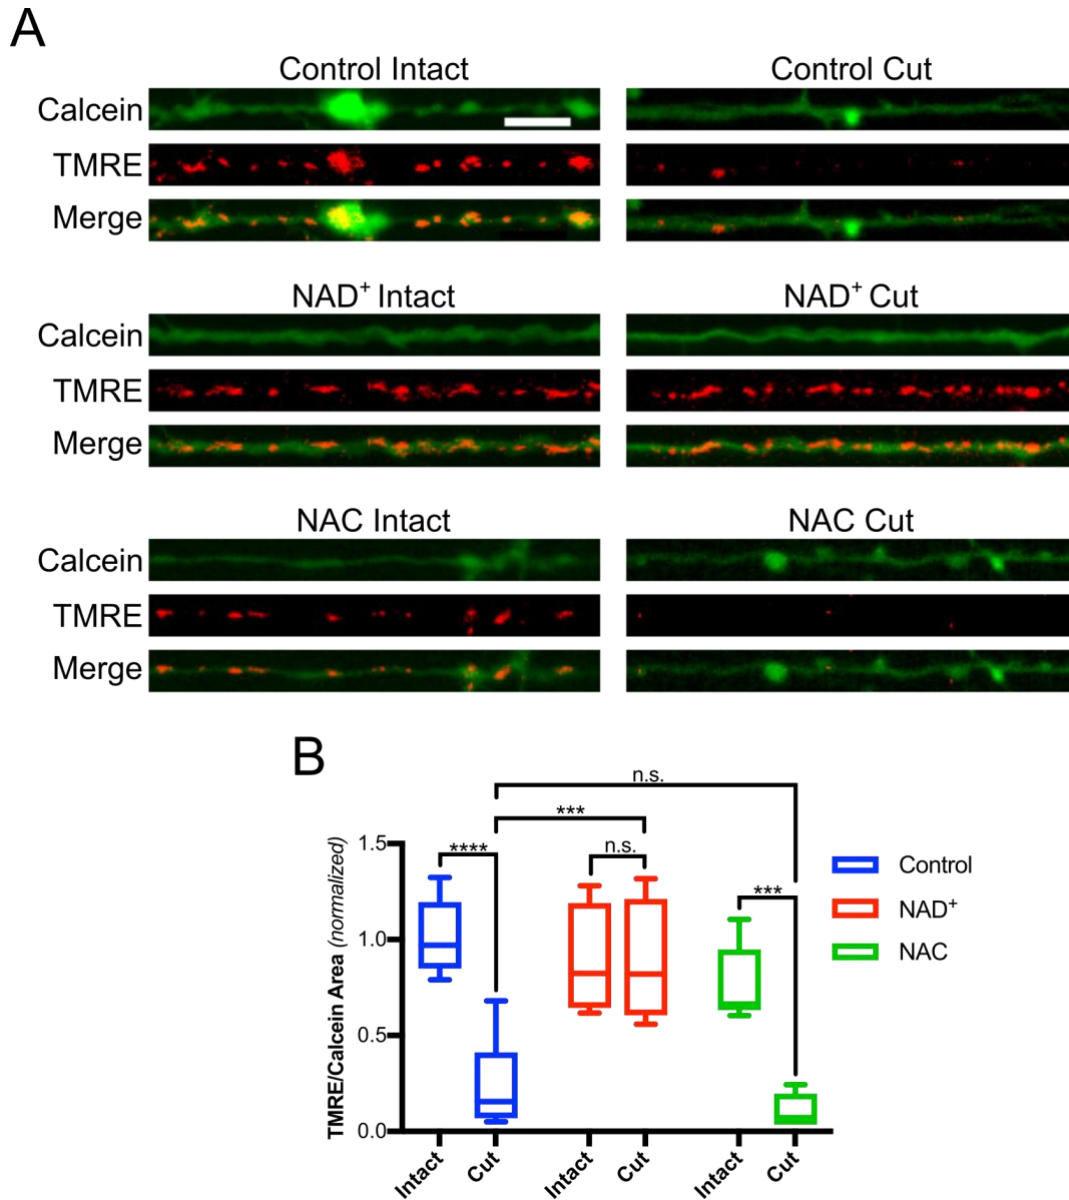 A
Control Intact Control Cut
Calcein
TMRE
Merge
NAD+ Intact NAD+ Cut
Calcein
TMRE
Merge
NAC Intact NAC Cut
Calcein
TMRE
Merge
B
n.s.
***
n.s.
****
***
TMRE/Calcein Area (normalized)
1.5
1.0
0.5
0.0
Intact Cut Intact Cut Intact Cut
Control
NAD+
NAC